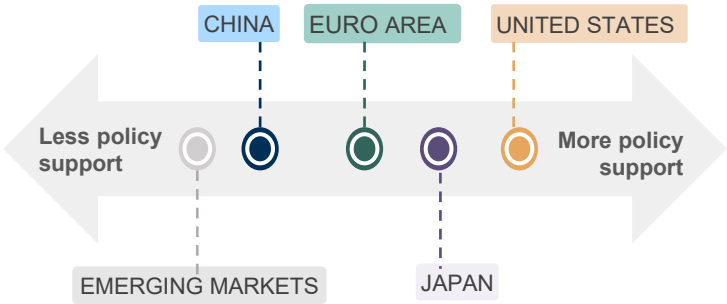 CHINA
EURO AREA
UNITED STATES
Less policy
support
More policy
support
EMERGING MARKETS
JAPAN